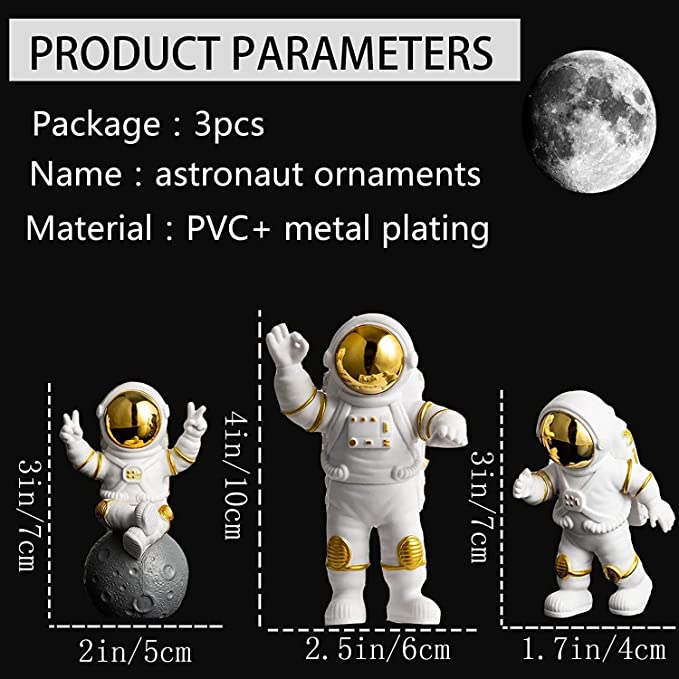 PRODUCT PARAMETERS
Package：3pcs
Name：astronaut ornaments
Material：PVC+ metal plating
3in/7cm
2in/5cm
4in/10cm
2.5in/6cm
3in/7cm
1.7in/4cm